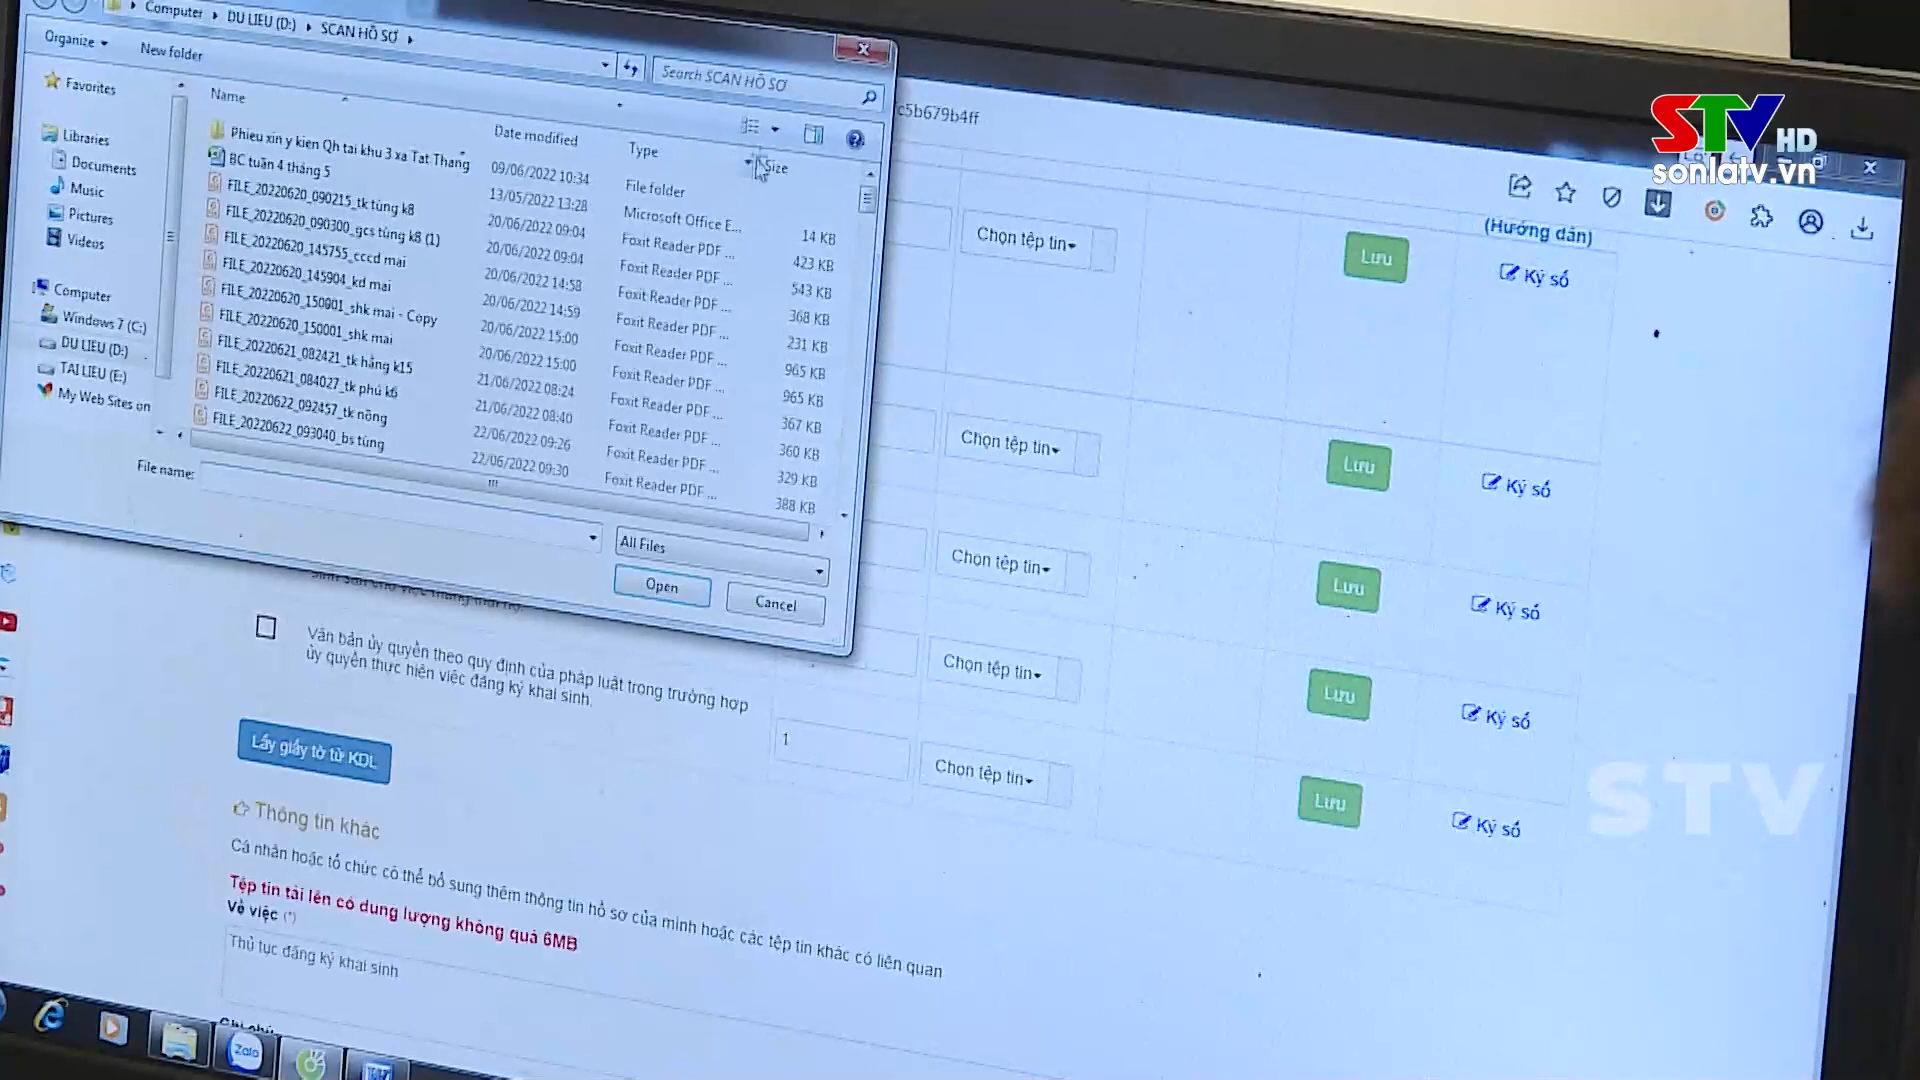 Computer ▸ DU LIEU (D:) ▸ SCAN HỒ SƠ ▸
Search SCAN HỒ SƠ
Organize
New folder
Favorites
Libraries
Documents
Music
Pictures
Videos
Computer
Windows 7 (C:)
DU LIEU (D:)
TAI LIEU (E:)
My Web Sites on
Name Date modified Type Size
Phieu xin y kien Qh tai khu 3 xa Tat Thang 09/06/2022 10:34 File folder
BC tuần 4 tháng 5 13/05/2022 13:28 Microsoft Office E... 14 KB
FILE_20220620_090215_tk tùng k8 20/06/2022 09:04 Foxit Reader PDF ... 423 KB
FILE_20220620_090300_gcs tùng k8 (1) 20/06/2022 09:04 Foxit Reader PDF ... 543 KB
FILE_20220620_145755_cccd mai 20/06/2022 14:58 Foxit Reader PDF ... 368 KB
FILE_20220620_145904_kd mai 20/06/2022 14:59 Foxit Reader PDF ... 231 KB
FILE_20220620_150001_shk mai - Copy 20/06/2022 15:00 Foxit Reader PDF ... 965 KB
FILE_20220620_150001_shk mai 20/06/2022 15:00 Foxit Reader PDF ... 965 KB
FILE_20220621_082421_tk hằng k15 21/06/2022 08:24 Foxit Reader PDF ... 367 KB
FILE_20220621_084027_tk phú k6 21/06/2022 08:40 Foxit Reader PDF ... 360 KB
FILE_20220622_092457_tk nông 22/06/2022 09:26 Foxit Reader PDF ... 329 KB
FILE_20220622_093040_bs tùng 22/06/2022 09:30 Foxit Reader PDF ... 388 KB
File name:
All Files
Open
Cancel
c5b679b4ff
STV HD
sonlatv.vn
(Hướng dẫn)
Chọn tệp tin Lưu Ký số
Chọn tệp tin Lưu Ký số
Chọn tệp tin Lưu Ký số
Chọn tệp tin Lưu Ký số
1 Chọn tệp tin Lưu Ký số
Văn bản ủy quyền theo quy định của pháp luật trong trường hợp
ủy quyền thực hiện việc đăng ký khai sinh.
Lấy giấy tờ từ KDL
Thông tin khác
Cá nhân hoặc tổ chức có thể bổ sung thêm thông tin hồ sơ của mình hoặc các tệp tin khác có liên quan
Tệp tin tải lên có dung lượng không quá 6MB
Về việc (*)
Thủ tục đăng ký khai sinh
STV
Zalo